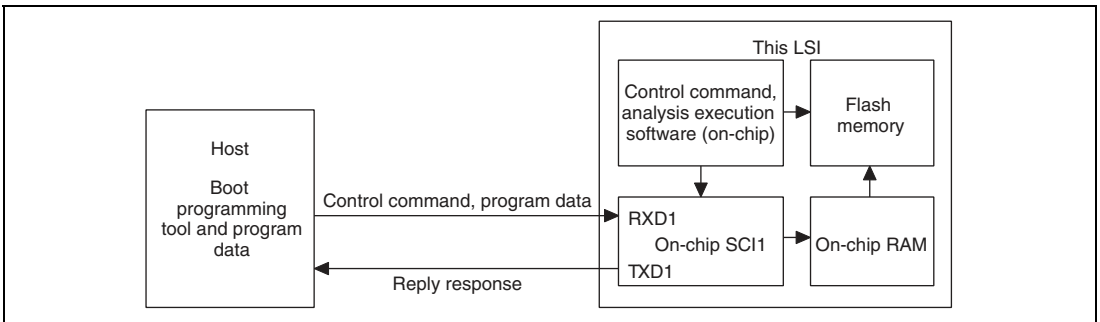 This LSI
Control command,
analysis execution
software (on-chip)
Flash
memory
Host
Boot
programming
tool and program
data
Control command, program data
RXD1
On-chip SCI1
TXD1
On-chip RAM
Reply response